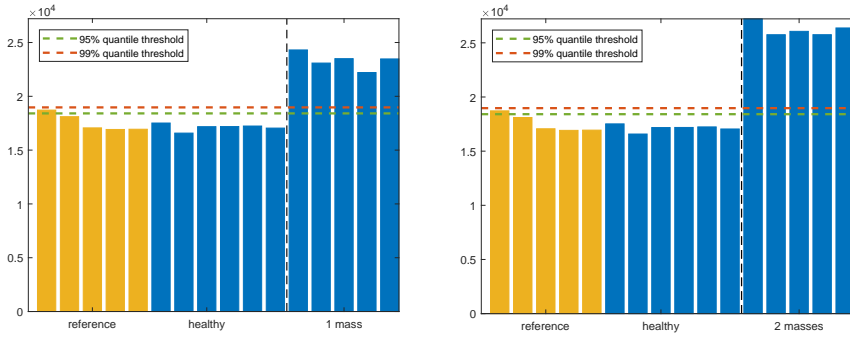 ×10⁴
2.5
2
1.5
1
0.5
0
95% quantile threshold
99% quantile threshold
reference
healthy
1 mass
×10⁴
2.5
2
1.5
1
0.5
0
95% quantile threshold
99% quantile threshold
reference
healthy
2 masses